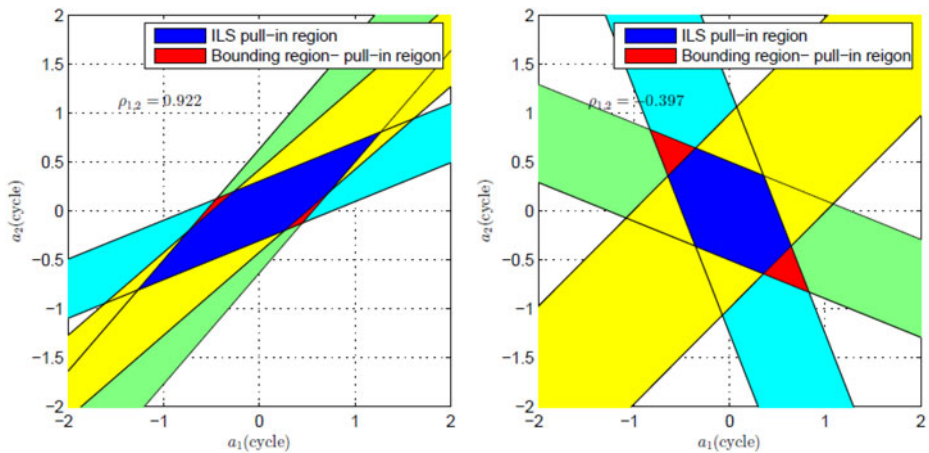 ILS pull-in region
Bounding region- pull-in reigon
ρ1,2 = 0.922
2
1.5
1
0.5
0
−0.5
−1
−1.5
−2
−2
−1
0
1
2
a2(cycle)
a1(cycle)
ILS pull-in region
Bounding region- pull-in reigon
ρ1,2 = −0.397
2
1.5
1
0.5
0
−0.5
−1
−1.5
−2
−2
−1
0
1
2
a2(cycle)
a1(cycle)